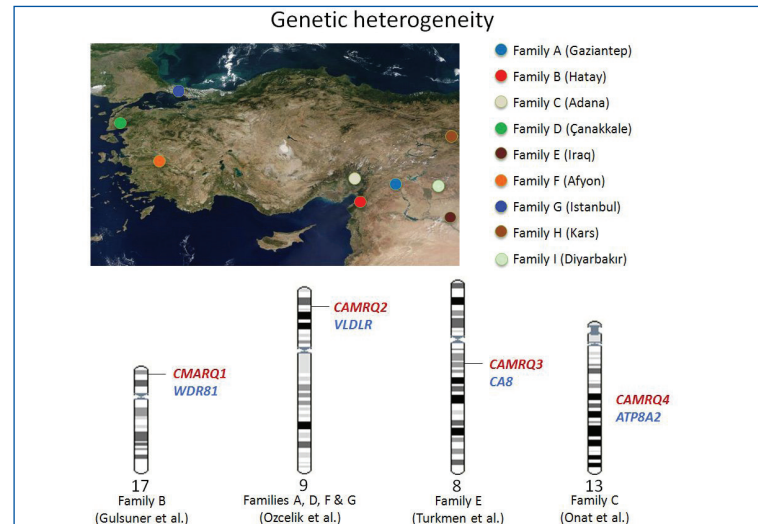 Genetic heterogeneity
Family A (Gaziantep)
Family B (Hatay)
Family C (Adana)
Family D (Çanakkale)
Family E (Iraq)
Family F (Afyon)
Family G (Istanbul)
Family H (Kars)
Family I (Diyarbakır)
CMARQ1
WDR81
17
Family B
(Gulsuner et al.)
CAMRQ2
VLDLR
9
Families A, D, F & G
(Ozcelik et al.)
CAMRQ3
CA8
8
Family E
(Turkmen et al.)
CAMRQ4
ATP8A2
13
Family C
(Onat et al.)